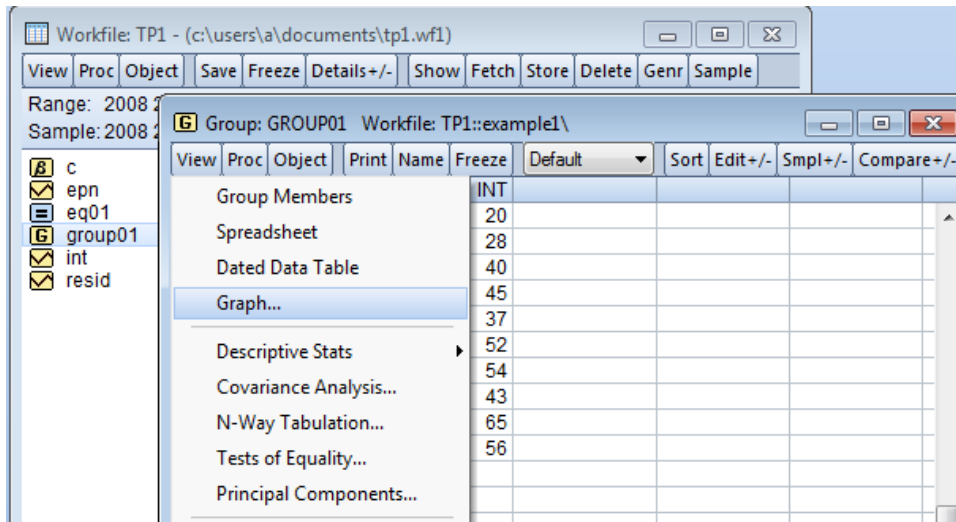 Workfile: TP1 - (c:\users\a\documents\tp1.wf1)
View Proc Object Save Freeze Details+/- Show Fetch Store Delete Genr Sample
Range: 2008 2
Sample: 2008 2
c
epn
eq01
group01
int
resid
G Group: GROUP01 Workfile: TP1::example1\
View Proc Object Print Name Freeze Default Sort Edit+/- Smpl+/- Compare+/-
Group Members
Spreadsheet
Dated Data Table
Graph...
Descriptive Stats
Covariance Analysis...
N-Way Tabulation...
Tests of Equality...
Principal Components...
INT
20
28
40
45
37
52
54
43
65
56